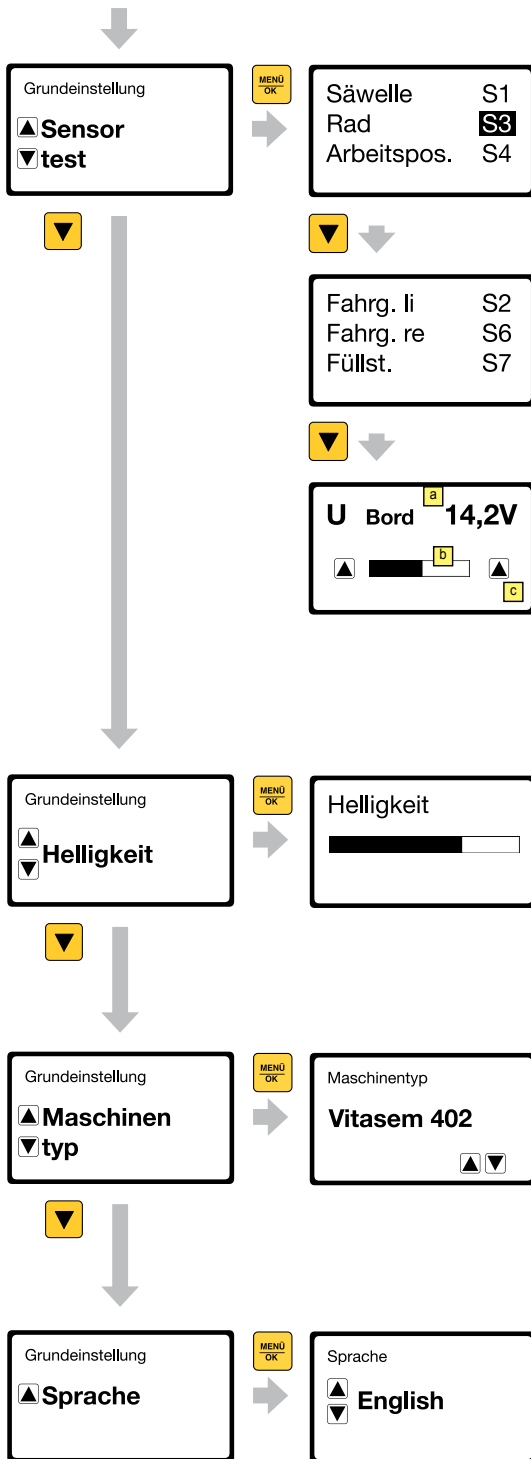 Grundeinstellung
Sensor
test
MENÜ
OK
Säwelle S1
Rad S3
Arbeitspos. S4
Fahrg. li S2
Fahrg. re S6
Füllst. S7
a
U Bord 14,2V
b
c
Grundeinstellung
Helligkeit
MENÜ
OK
Helligkeit
Grundeinstellung
Maschinen
typ
MENÜ
OK
Maschinentyp
Vitasem 402
Grundeinstellung
Sprache
MENÜ
OK
Sprache
English